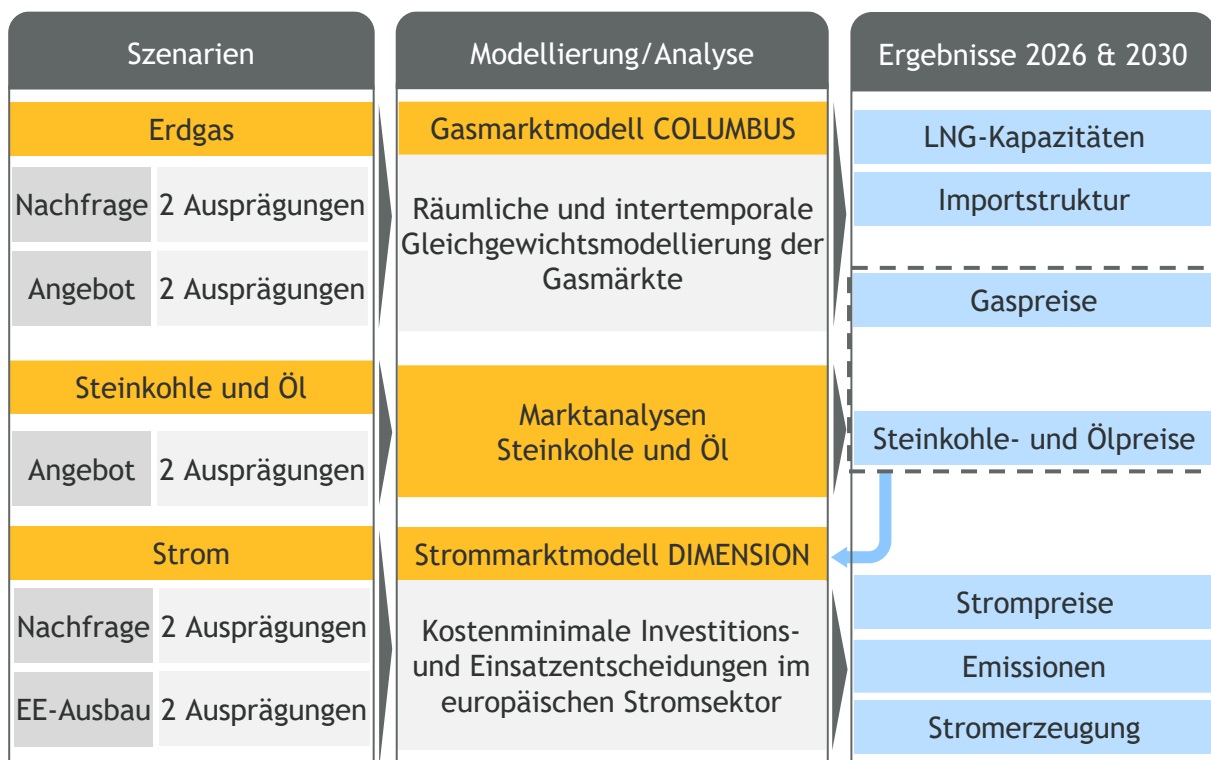 Szenarien
Erdgas
Nachfrage 2 Ausprägungen
Angebot 2 Ausprägungen
Steinkohle und Öl
Angebot 2 Ausprägungen
Strom
Nachfrage 2 Ausprägungen
EE-Ausbau 2 Ausprägungen
Modellierung/Analyse
Gasmarktmodell COLUMBUS
Räumliche und intertemporale
Gleichgewichtsmodellierung der
Gasmärkte
Marktanalysen
Steinkohle und Öl
Strommarktmodell DIMENSION
Kostenminimale Investitions-
und Einsatzentscheidungen im
europäischen Stromsektor
Ergebnisse 2026 & 2030
LNG-Kapazitäten
Importstruktur
Gaspreise
Steinkohle- und Ölpreise
Strompreise
Emissionen
Stromerzeugung